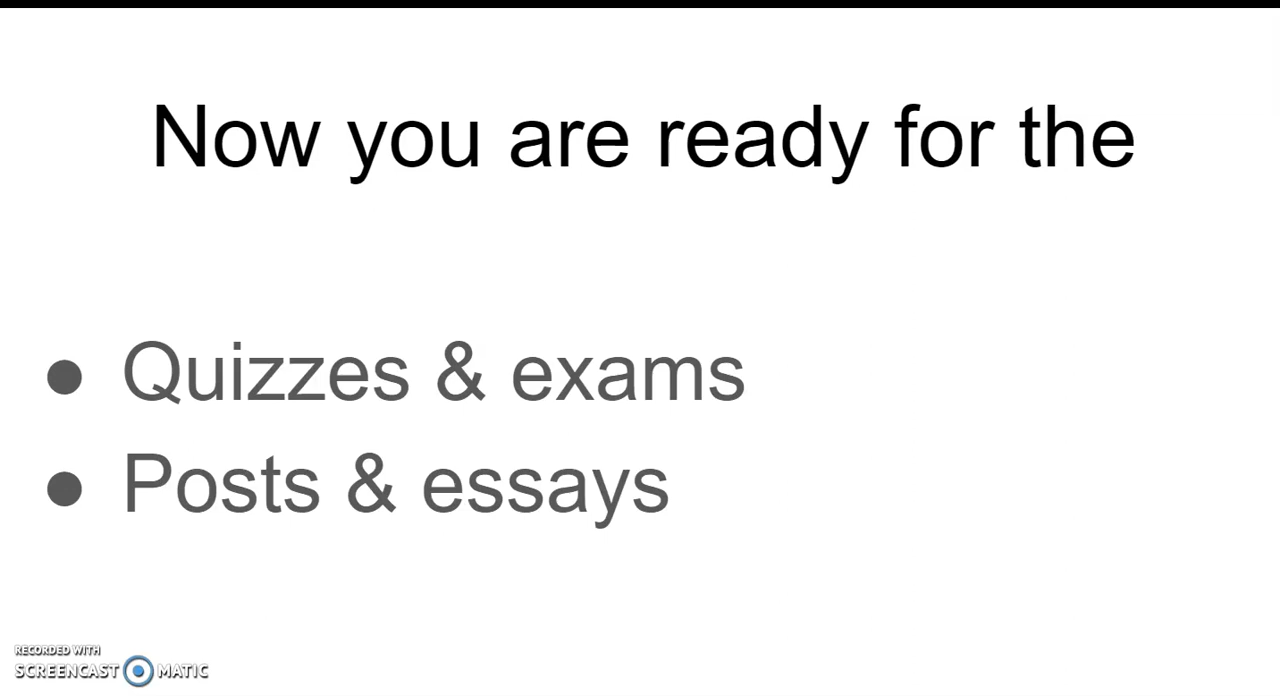 Now you are ready for the
● Quizzes & exams
● Posts & essays
RECORDED WITH
SCREENCAST MATIC